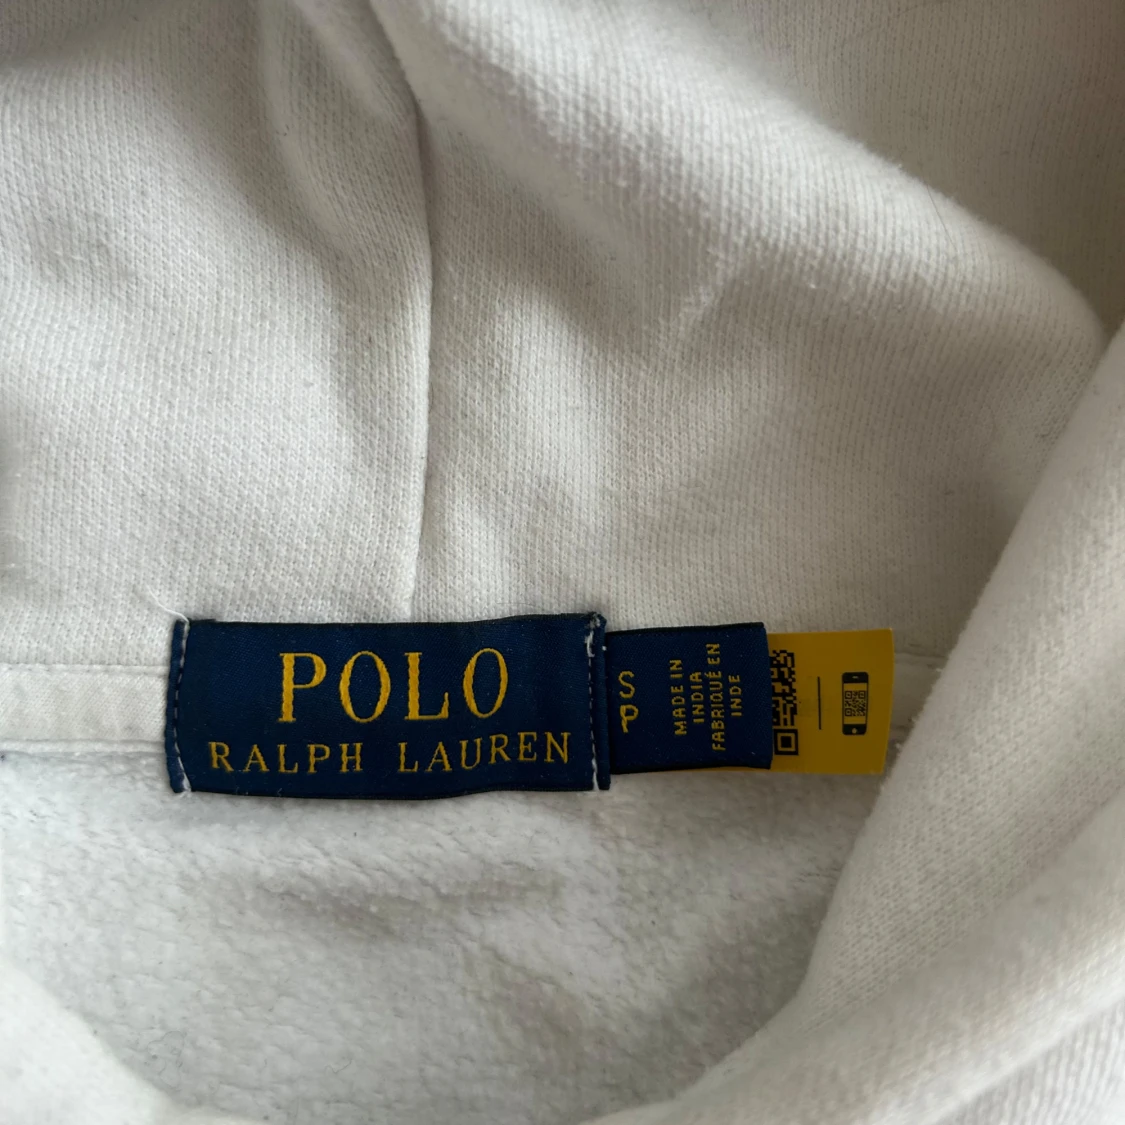 POLO
RALPH LAUREN
S
P
MADE IN
INDIA
FABRIQUÉ EN
INDE